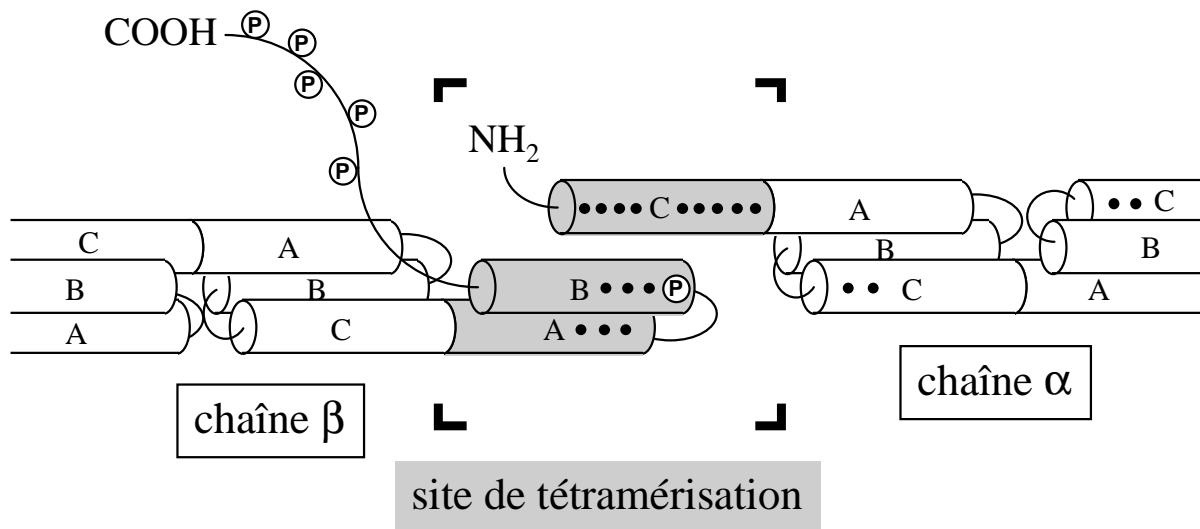 COOH
P
P
P
P
P
NH₂
C
A
C
C
A
B
B
B
B
B P
C
A
A
C
A
chaîne β
chaîne α
site de tétramérisation